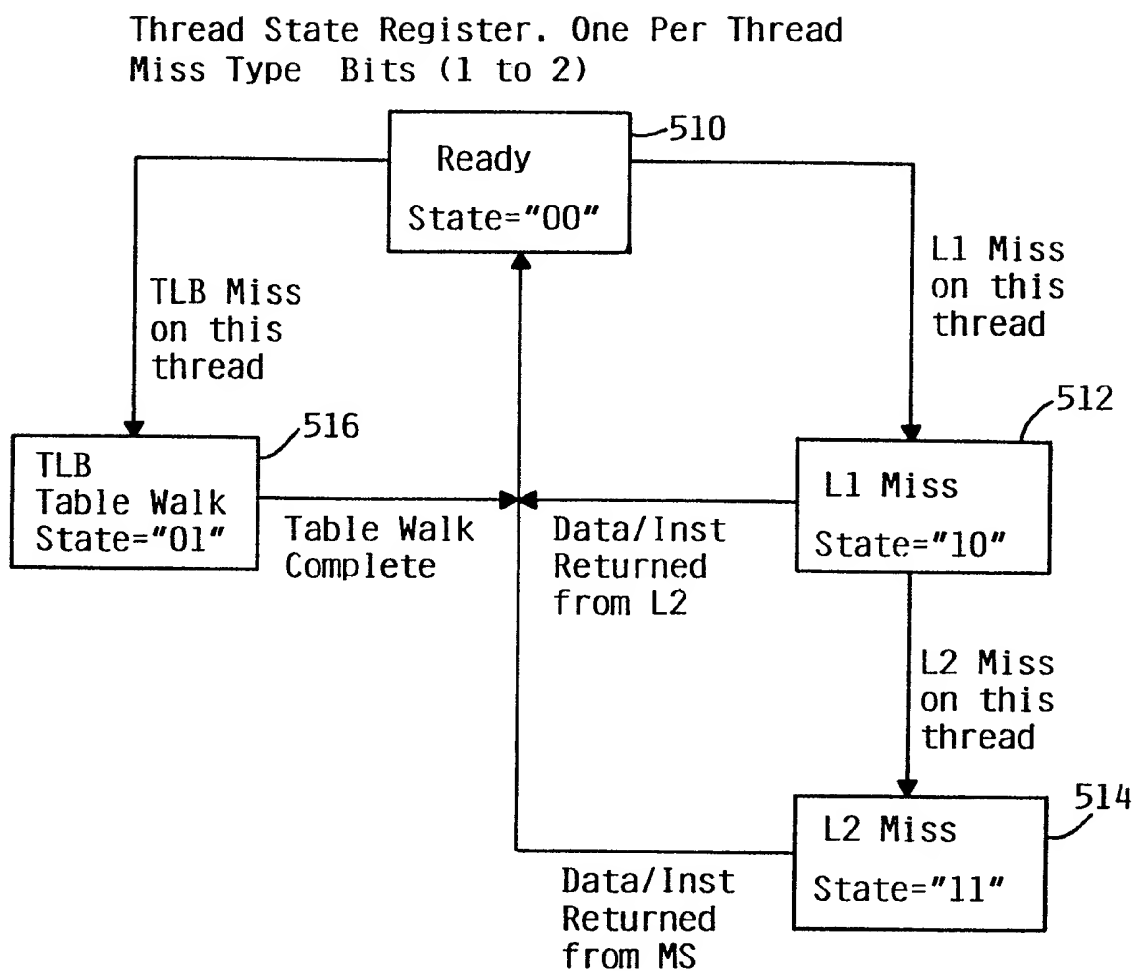 Thread State Register. One Per Thread
Miss Type Bits (1 to 2)
510
Ready
State="00"
TLB Miss
on this
thread
L1 Miss
on this
thread
516
512
TLB
Table Walk
State="01"
Table Walk
Complete
Data/Inst
Returned
from L2
L1 Miss
State="10"
L2 Miss
on this
thread
514
L2 Miss
State="11"
Data/Inst
Returned
from MS